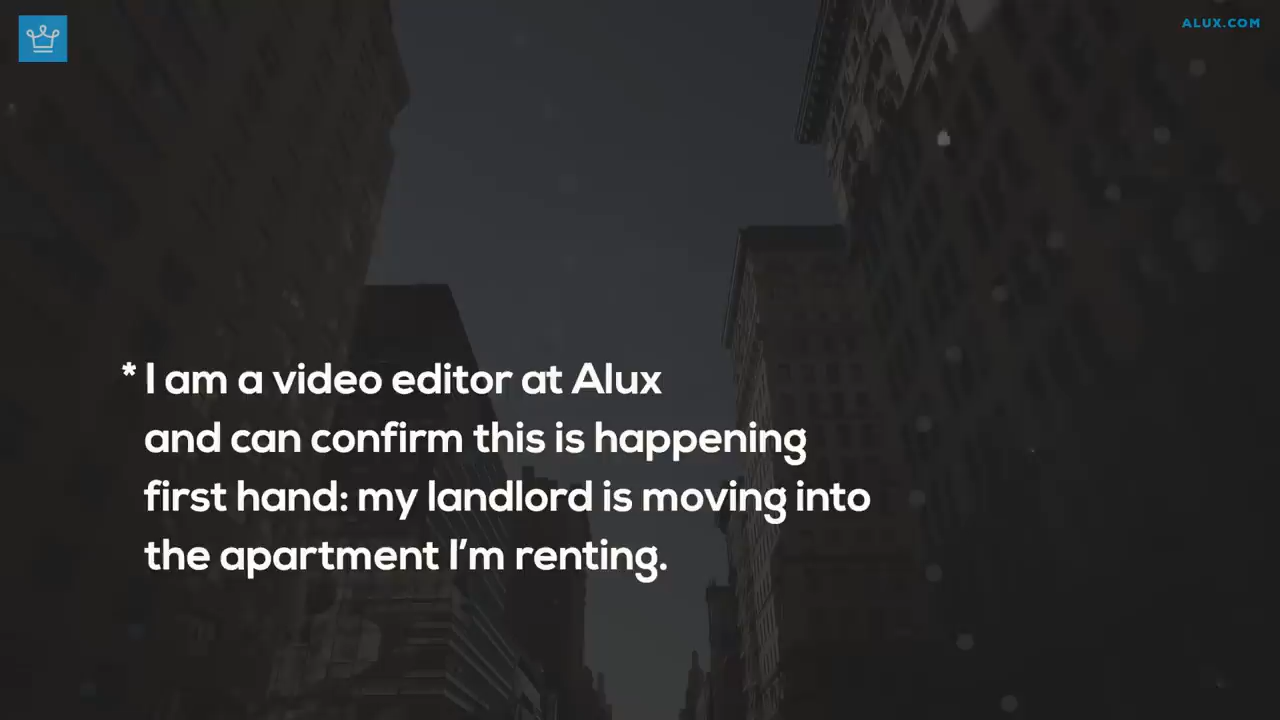 ALUX.COM
* I am a video editor at Alux
and can confirm this is happening
first hand: my landlord is moving into
the apartment I’m renting.